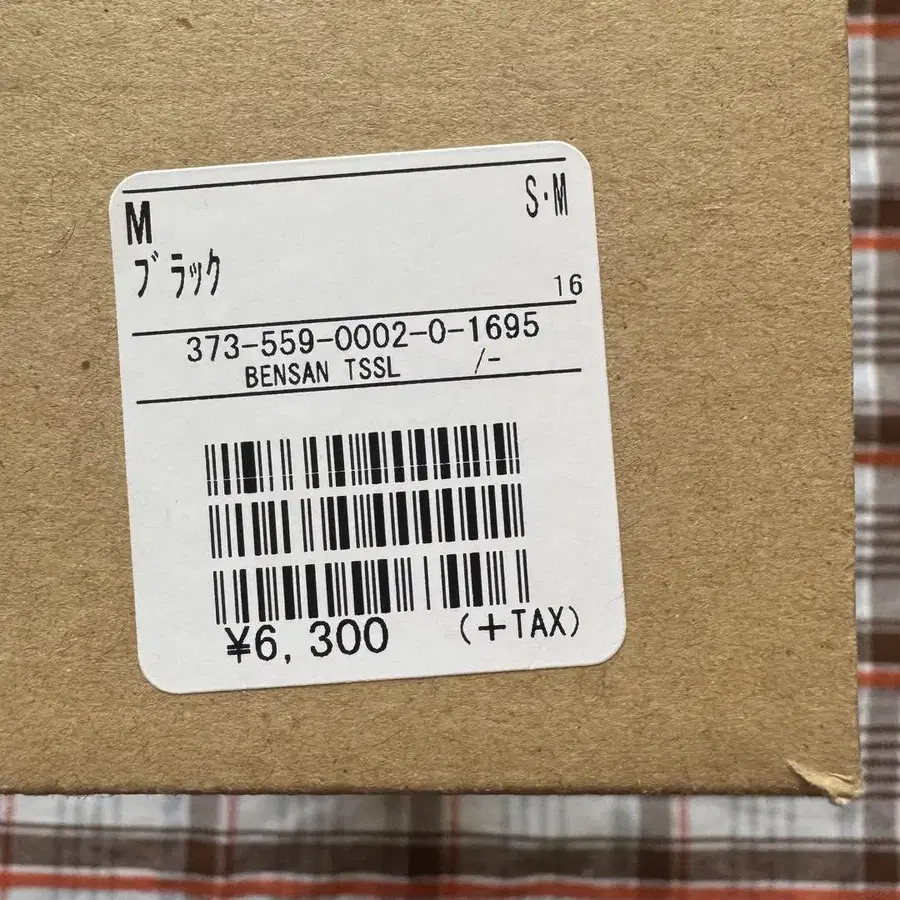 M S·M
ブラック 16
373-559-0002-0-1695
BENSAN TSSL /-
¥6,300 (+TAX)